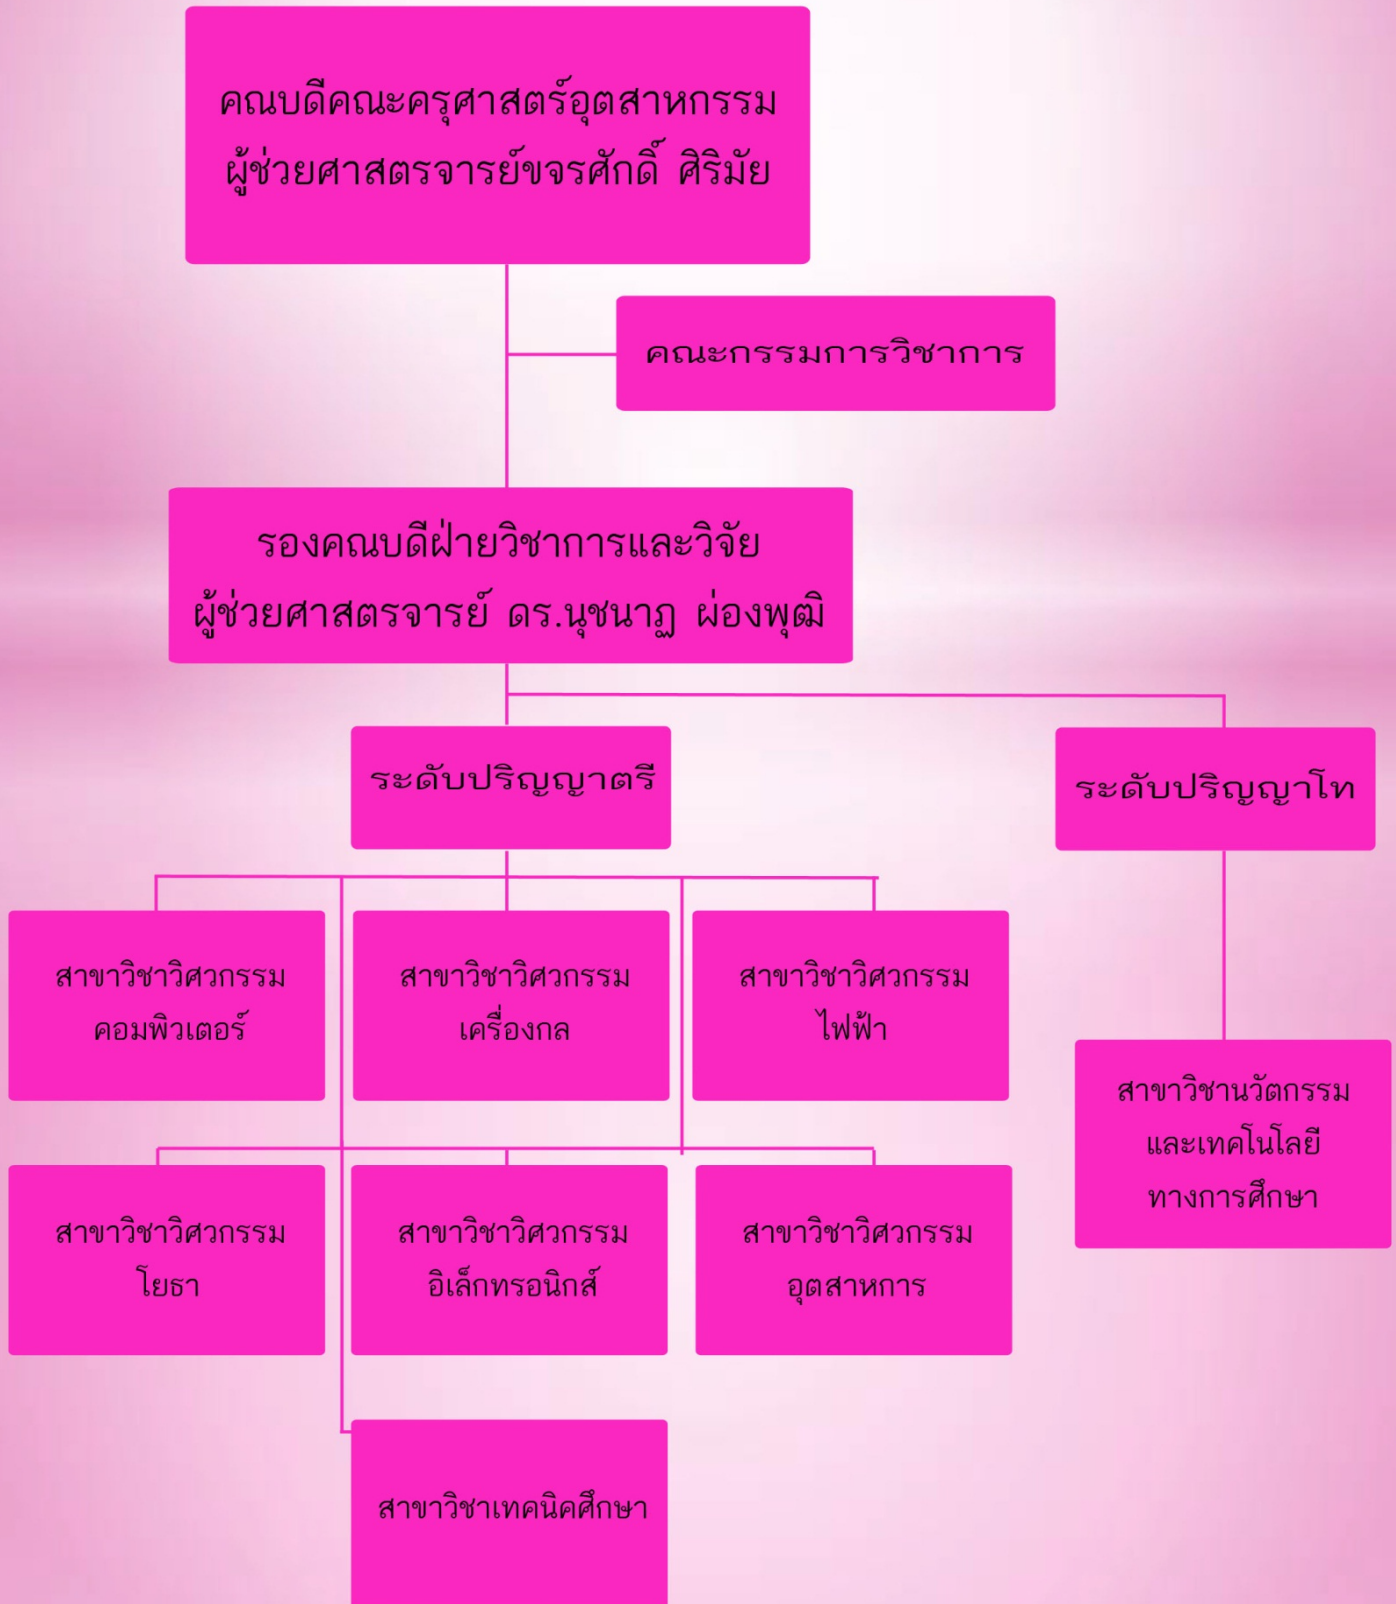 คณบดีคณะครุศาสตร์อุตสาหกรรม
ผู้ช่วยศาสตรจารย์ขจรศักดิ์ ศิริมัย
คณะกรรมการวิชาการ
รองคณบดีฝ่ายวิชาการและวิจัย
ผู้ช่วยศาสตรจารย์ ดร.นุชนาฏ ผ่องพุฒิ
ระดับปริญญาตรี
ระดับปริญญาโท
สาขาวิชาวิศวกรรม
คอมพิวเตอร์
สาขาวิชาวิศวกรรม
เครื่องกล
สาขาวิชาวิศวกรรม
ไฟฟ้า
สาขาวิชานวัตกรรม
และเทคโนโลยี
ทางการศึกษา
สาขาวิชาวิศวกรรม
โยธา
สาขาวิชาวิศวกรรม
อิเล็กทรอนิกส์
สาขาวิชาวิศวกรรม
อุตสาหการ
สาขาวิชาเทคนิคศึกษา